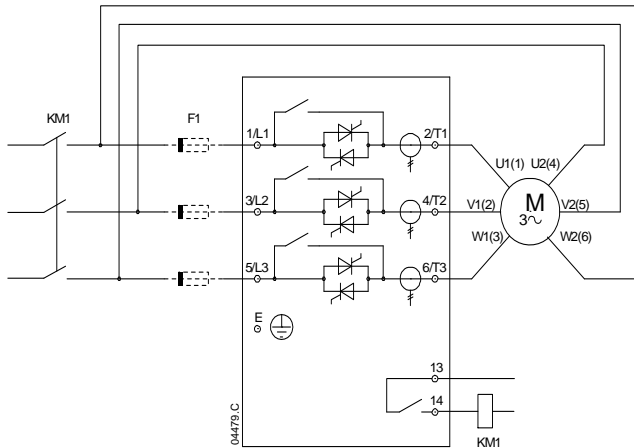 KM1
F1
1/L1
2/T1
3/L2
4/T2
5/L3
6/T3
E
U1(1) U2(4)
V1(2)
M
3~
V2(5)
W1(3)
W2(6)
13
14
KM1
04479.C